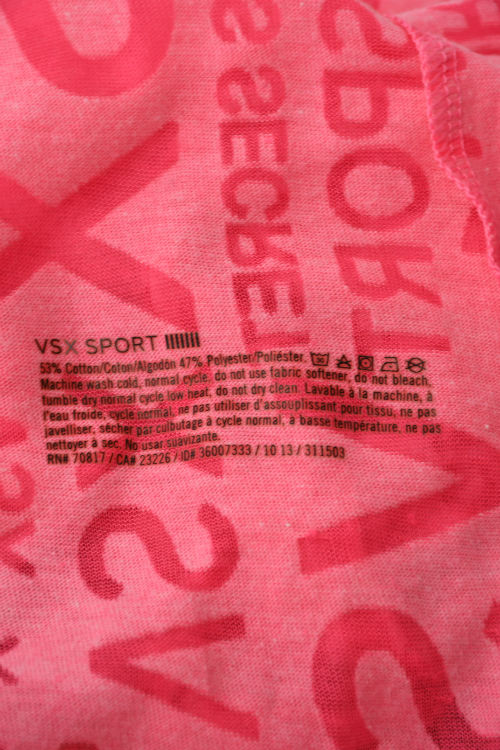 VSX SPORT
53% Cotton/Coton/Algodón 47% Polyester/Poliéster.
Machine wash cold, normal cycle, do not use fabric softener, do not bleach,
tumble dry normal cycle low heat, do not dry clean. Lavable à la machine, à
l'eau froide, cycle normal, ne pas utiliser d'assouplissant pour tissu, ne pas
javelliser, sécher par culbutage à cycle normal, à basse température, ne pas
nettoyer à sec. No usar suavizante.
RN# 70817 / CA# 23226 / ID# 36007333 / 10 13 / 311503
SECRET
SPORT